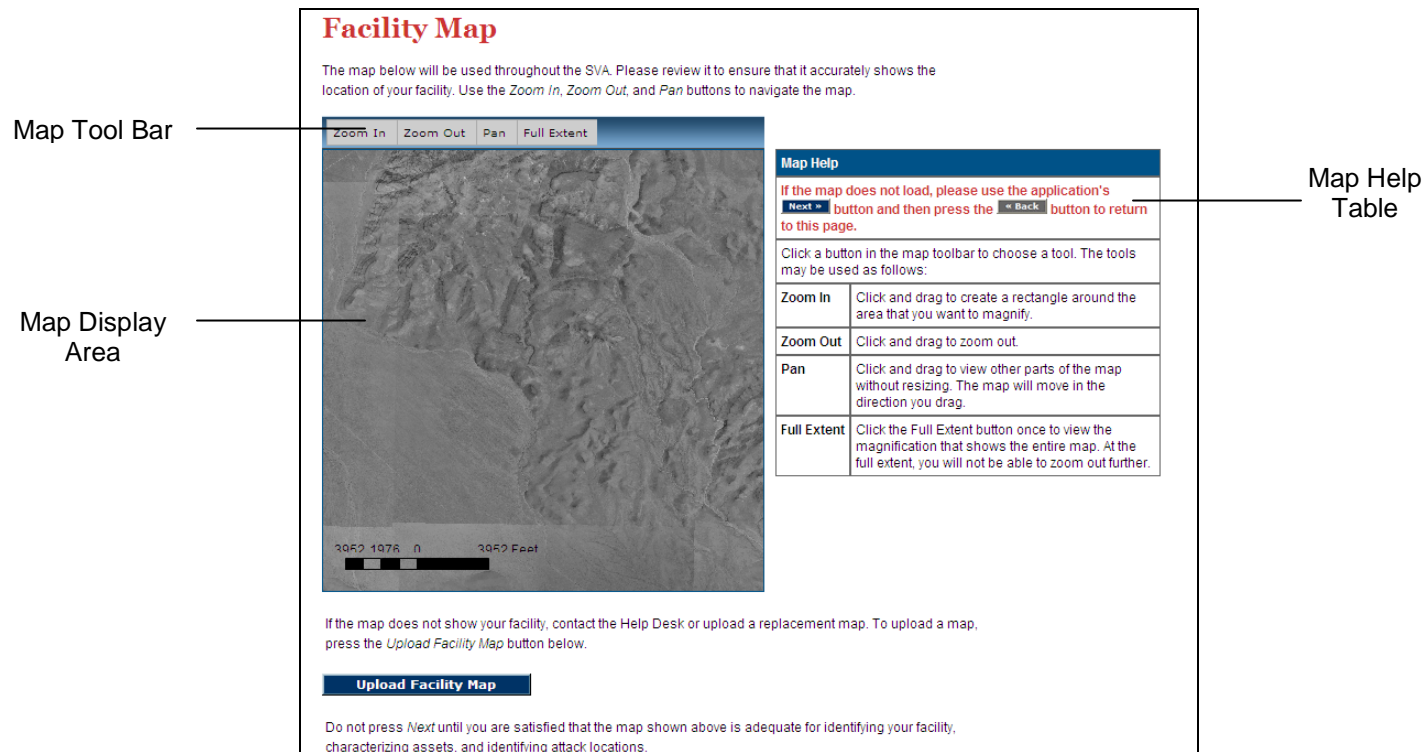 Facility Map
The map below will be used throughout the SVA. Please review it to ensure that it accurately shows the
location of your facility. Use the Zoom In, Zoom Out, and Pan buttons to navigate the map.
Map Tool Bar
Zoom In Zoom Out Pan Full Extent
Map Help
If the map does not load, please use the application's
Next » button and then press the « Back button to return
to this page.
Map Help
Table
Click a button in the map toolbar to choose a tool. The tools
may be used as follows:
Zoom In Click and drag to create a rectangle around the
area that you want to magnify.
Zoom Out Click and drag to zoom out.
Pan Click and drag to view other parts of the map
without resizing. The map will move in the
direction you drag.
Full Extent Click the Full Extent button once to view the
magnification that shows the entire map. At the
full extent, you will not be able to zoom out further.
Map Display
Area
3952 1976 0 3952 Feet
If the map does not show your facility, contact the Help Desk or upload a replacement map. To upload a map,
press the Upload Facility Map button below.
Upload Facility Map
Do not press Next until you are satisfied that the map shown above is adequate for identifying your facility,
characterizing assets, and identifying attack locations.